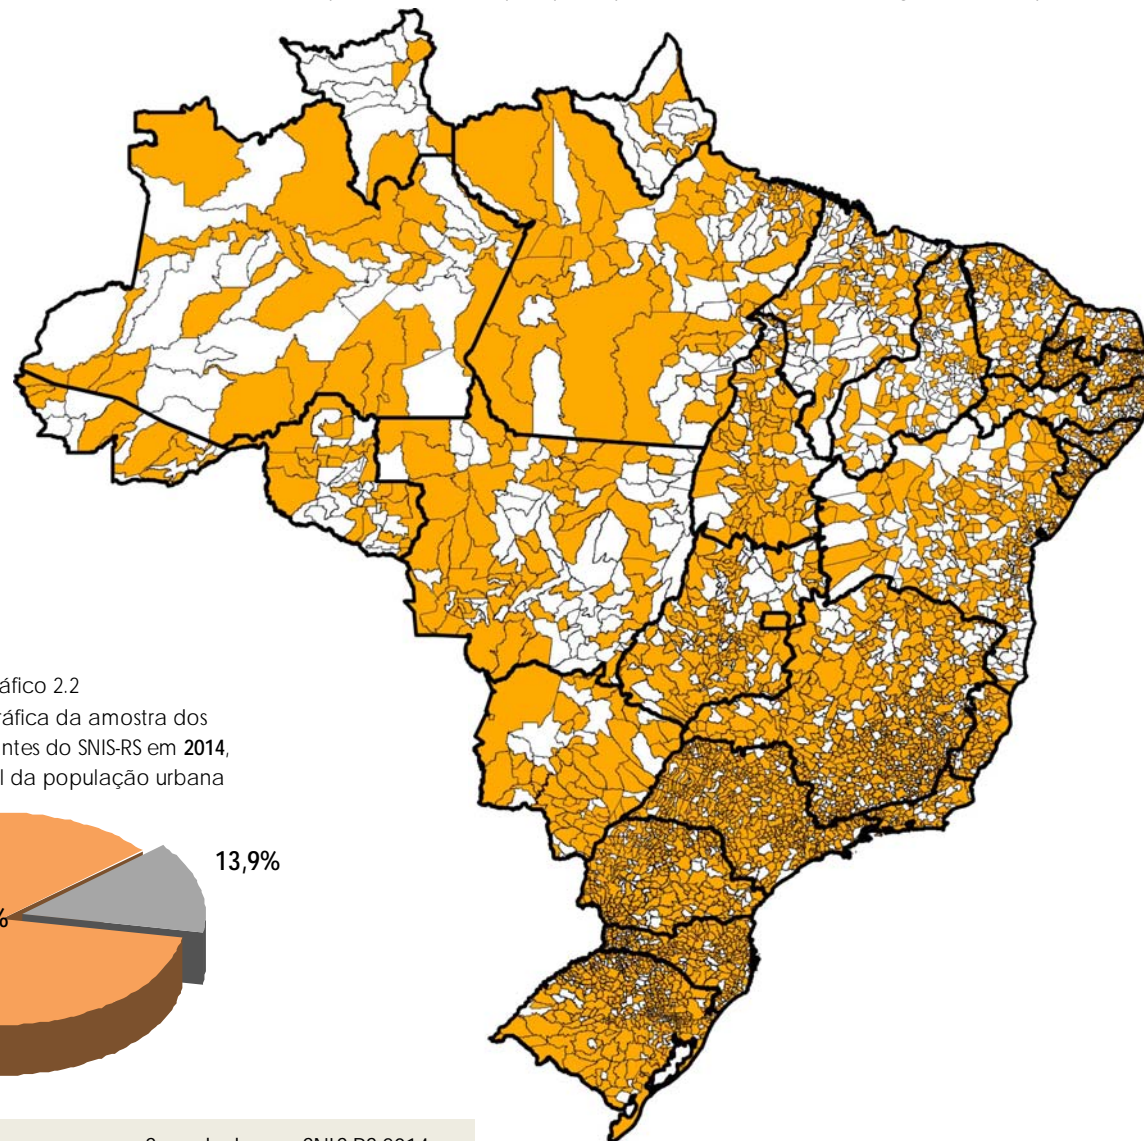 áfico 2.2
ráfica da amostra dos
ntes do SNIS-RS em 2014,
l da população urbana
13,9%
%